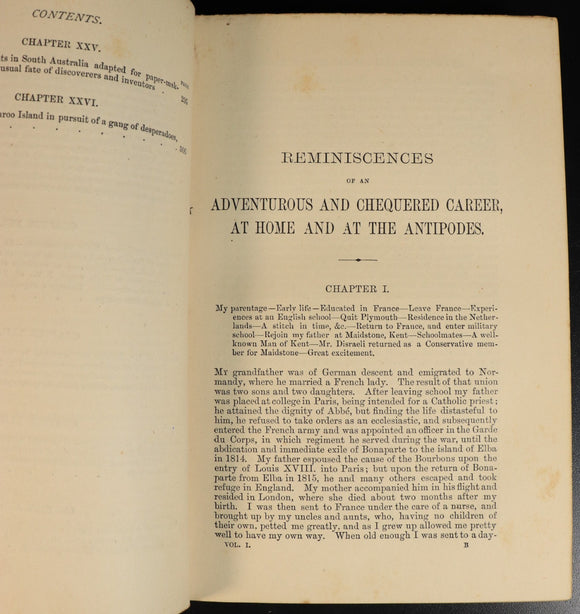 CONTENTS.
CHAPTER XXV.
ts in South Australia adapted for paper-mak- PAGE
usual fate of discoverers and inventors . 295
CHAPTER XXVI.
roo Island in pursuit of a gang of desperadoes,
REMINISCENCES
OF AN
ADVENTUROUS AND CHEQUERED CAREER,
AT HOME AND AT THE ANTIPODES.
CHAPTER I.
My parentage—Early life—Educated in France—Leave France—Experi-
ences at an English school—Quit Plymouth—Residence in the Nether-
lands—A stitch in time, &c.—Return to France, and enter military
school—Rejoin my father at Maidstone, Kent—Schoolmates—A well-
known Man of Kent—Mr. Disraeli returned as a Conservative mem-
ber for Maidstone—Great excitement.
MY grandfather was of German descent and emigrated to Nor-
mandy, where he married a French lady. The result of that union
was two sons and two daughters. After leaving school my father
was placed at college in Paris, being intended for a Catholic priest;
he attained the dignity of Abbé, but finding the life distasteful to
him, he refused to take orders as an ecclesiastic, and subsequently
entered the French army and was appointed an officer in the Garde
du Corps, in which regiment he served during the war, until the
abdication and immediate exile of Bonaparte to the island of Elba
in 1814. My father espoused the cause of the Bourbons upon the
entry of Louis XVIII. into Paris; but upon the return of Bona-
parte from Elba in 1815, he and many others escaped and took
refuge in England. My mother accompanied him in his flight and
resided in London, where she died about two months after my
birth. I was then sent to France under the care of a nurse, and
brought up by my uncles and aunts, who, having no children of
their own, petted me greatly, and as I grew up allowed me pretty
well to have my own way. When old enough I was sent to a day-
VOL. I. B